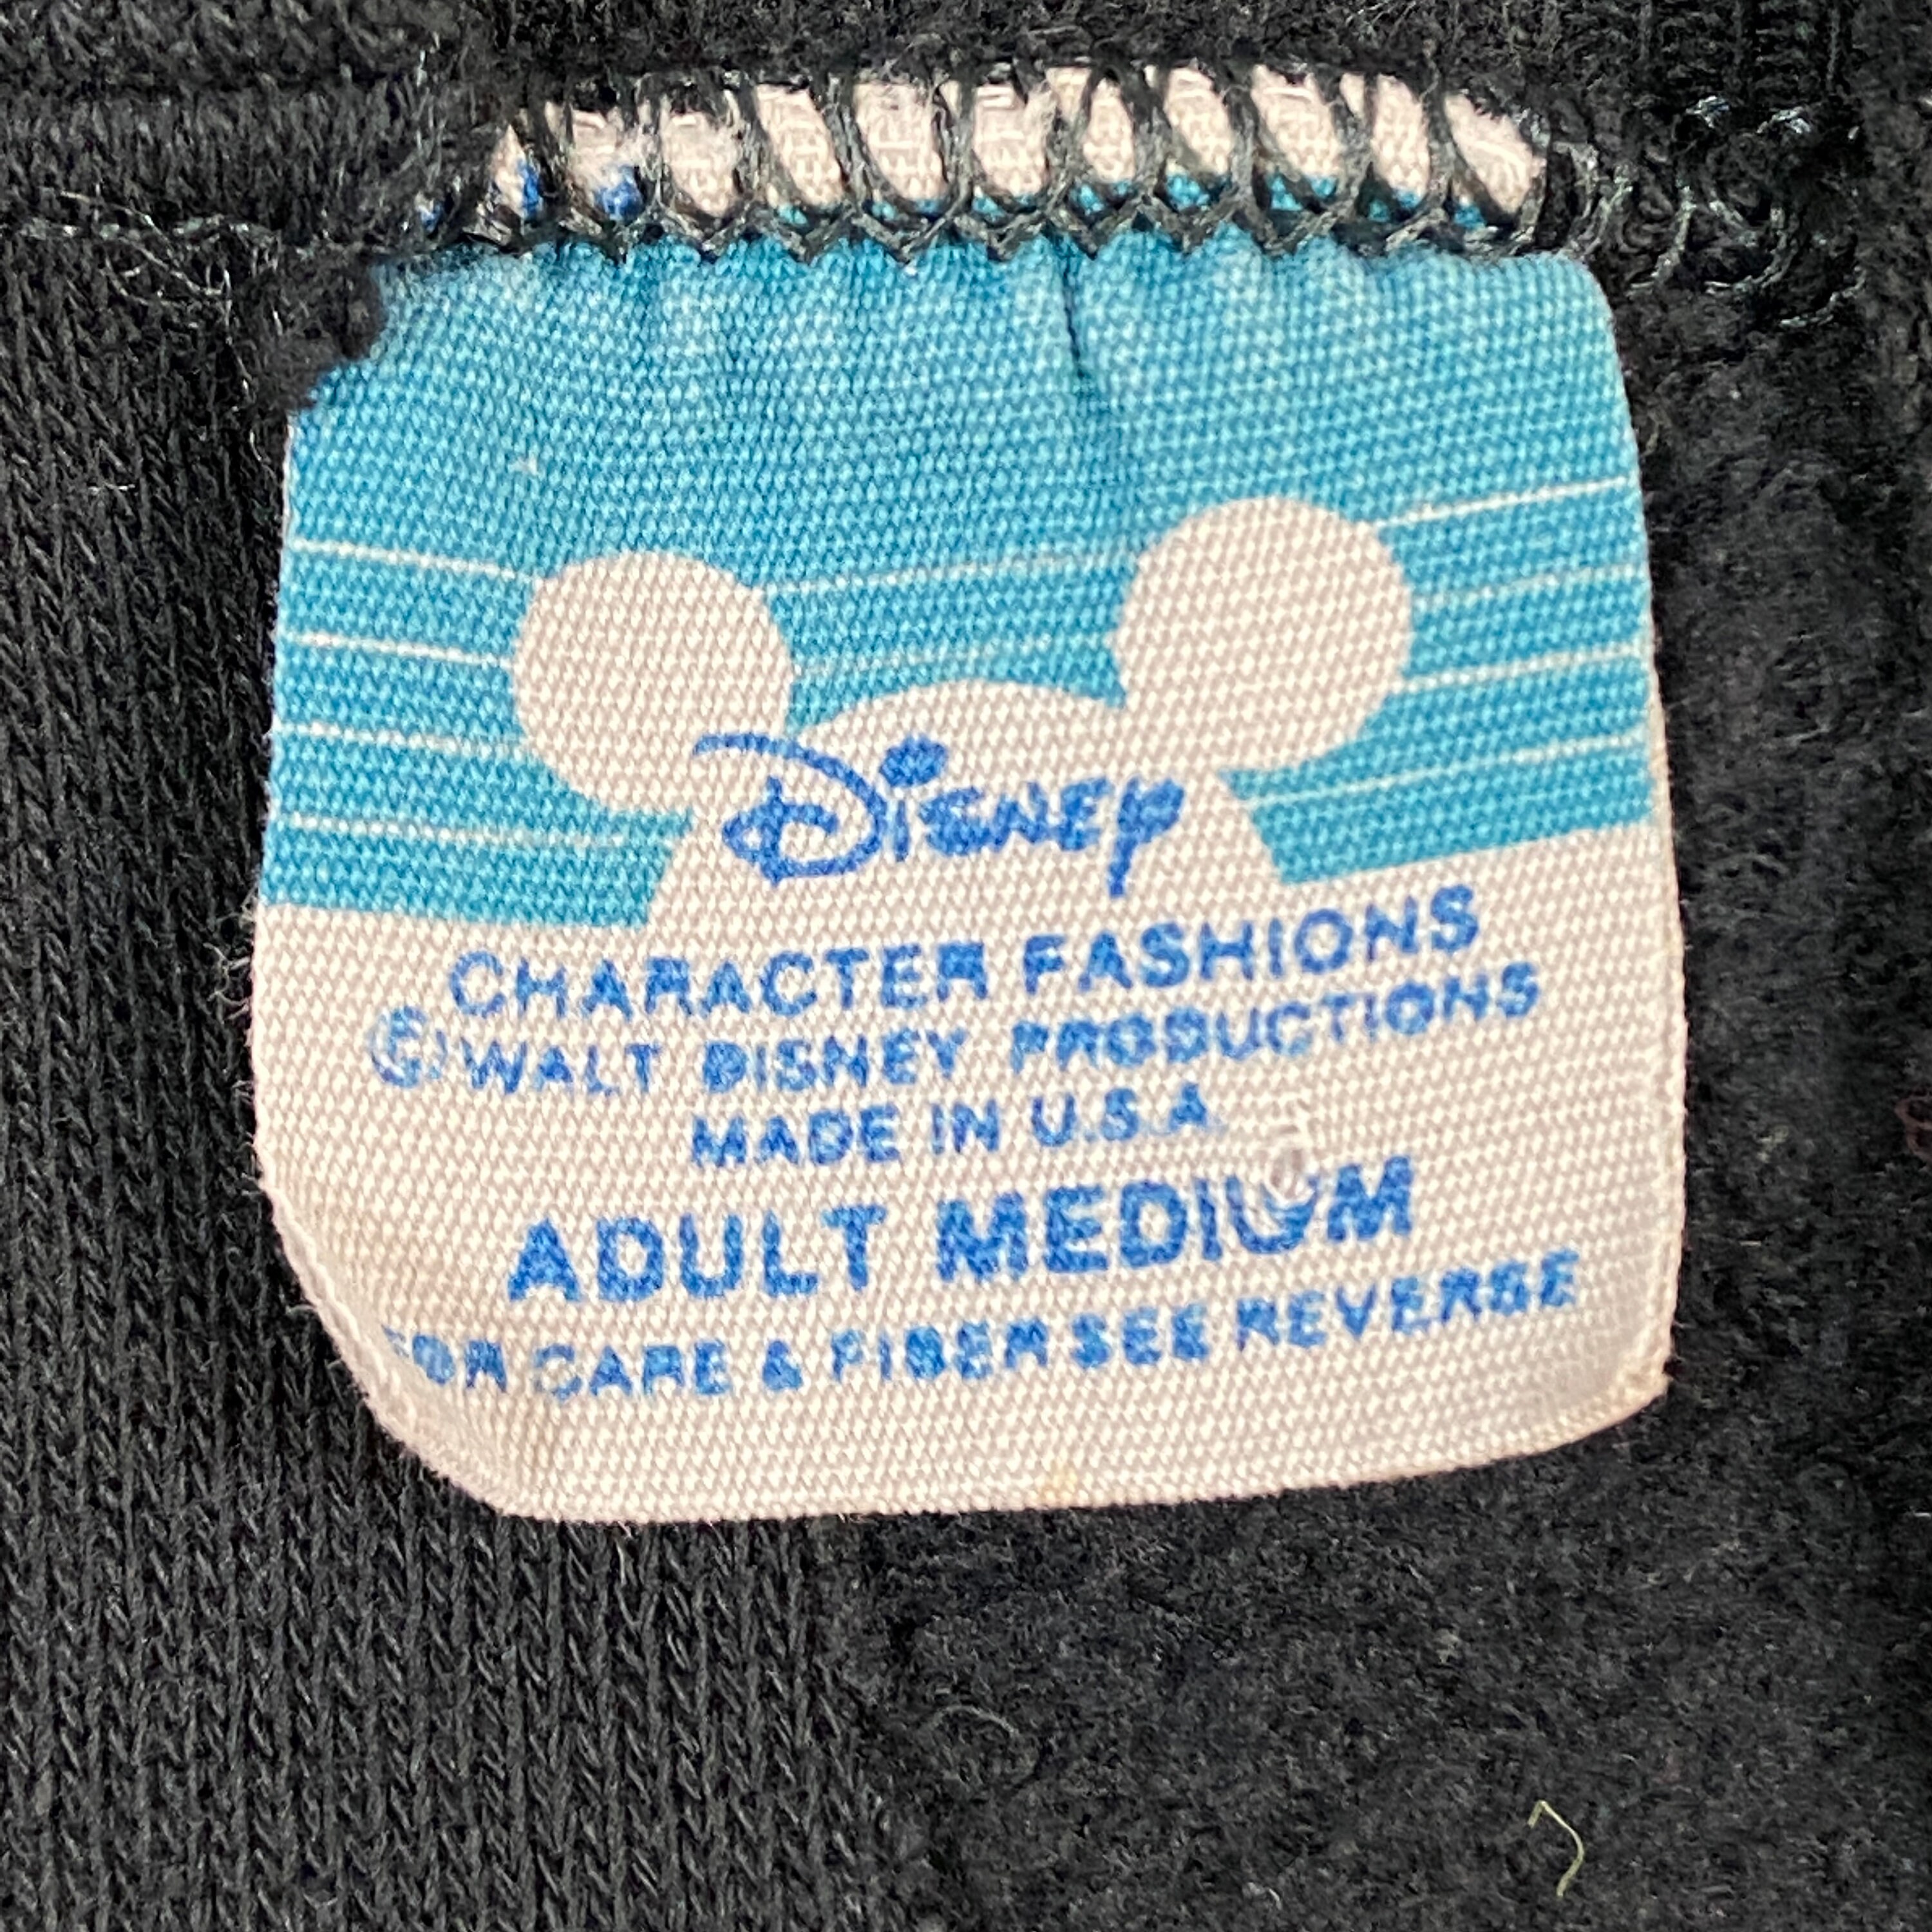 Disney
CHARACTER FASHIONS
© WALT DISNEY PRODUCTIONS
MADE IN U.S.A.
ADULT MEDIUM
FOR CARE & FIBER SEE REVERSE